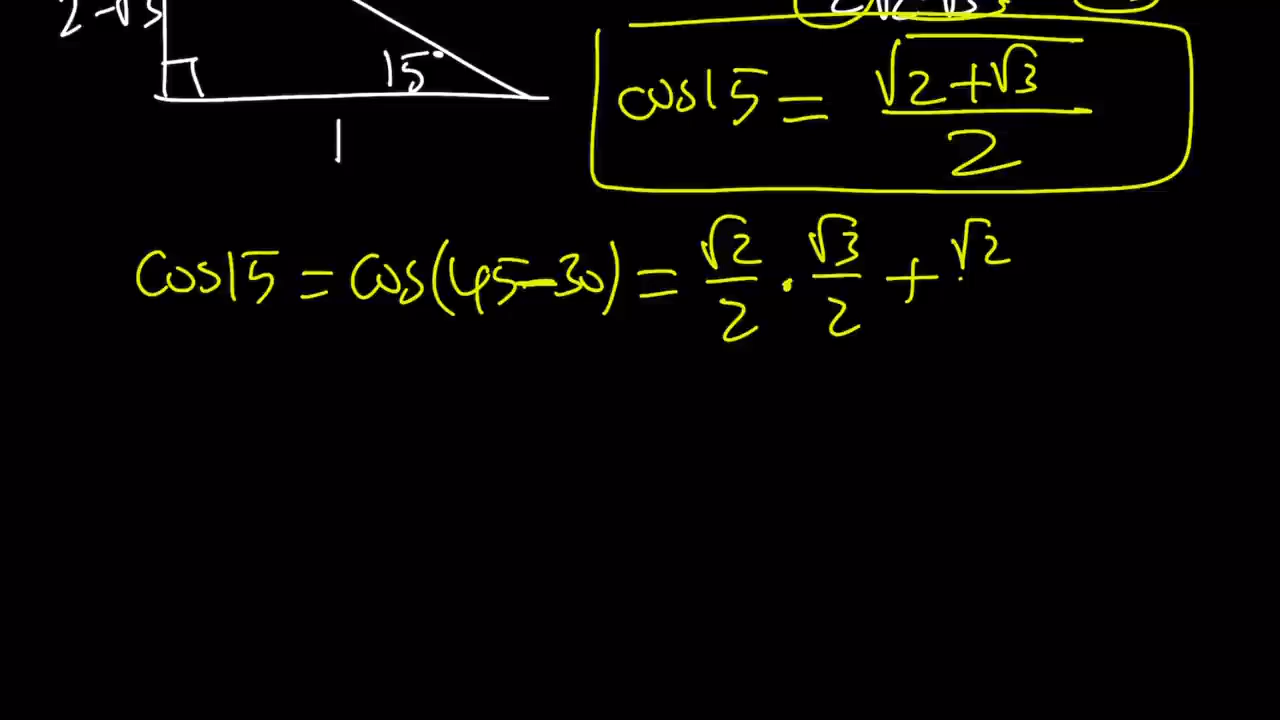 2-√3
15°
1
cos15 = √(2+√3)/2
cos15 = cos(45-30) = √2/2 · √3/2 + √2